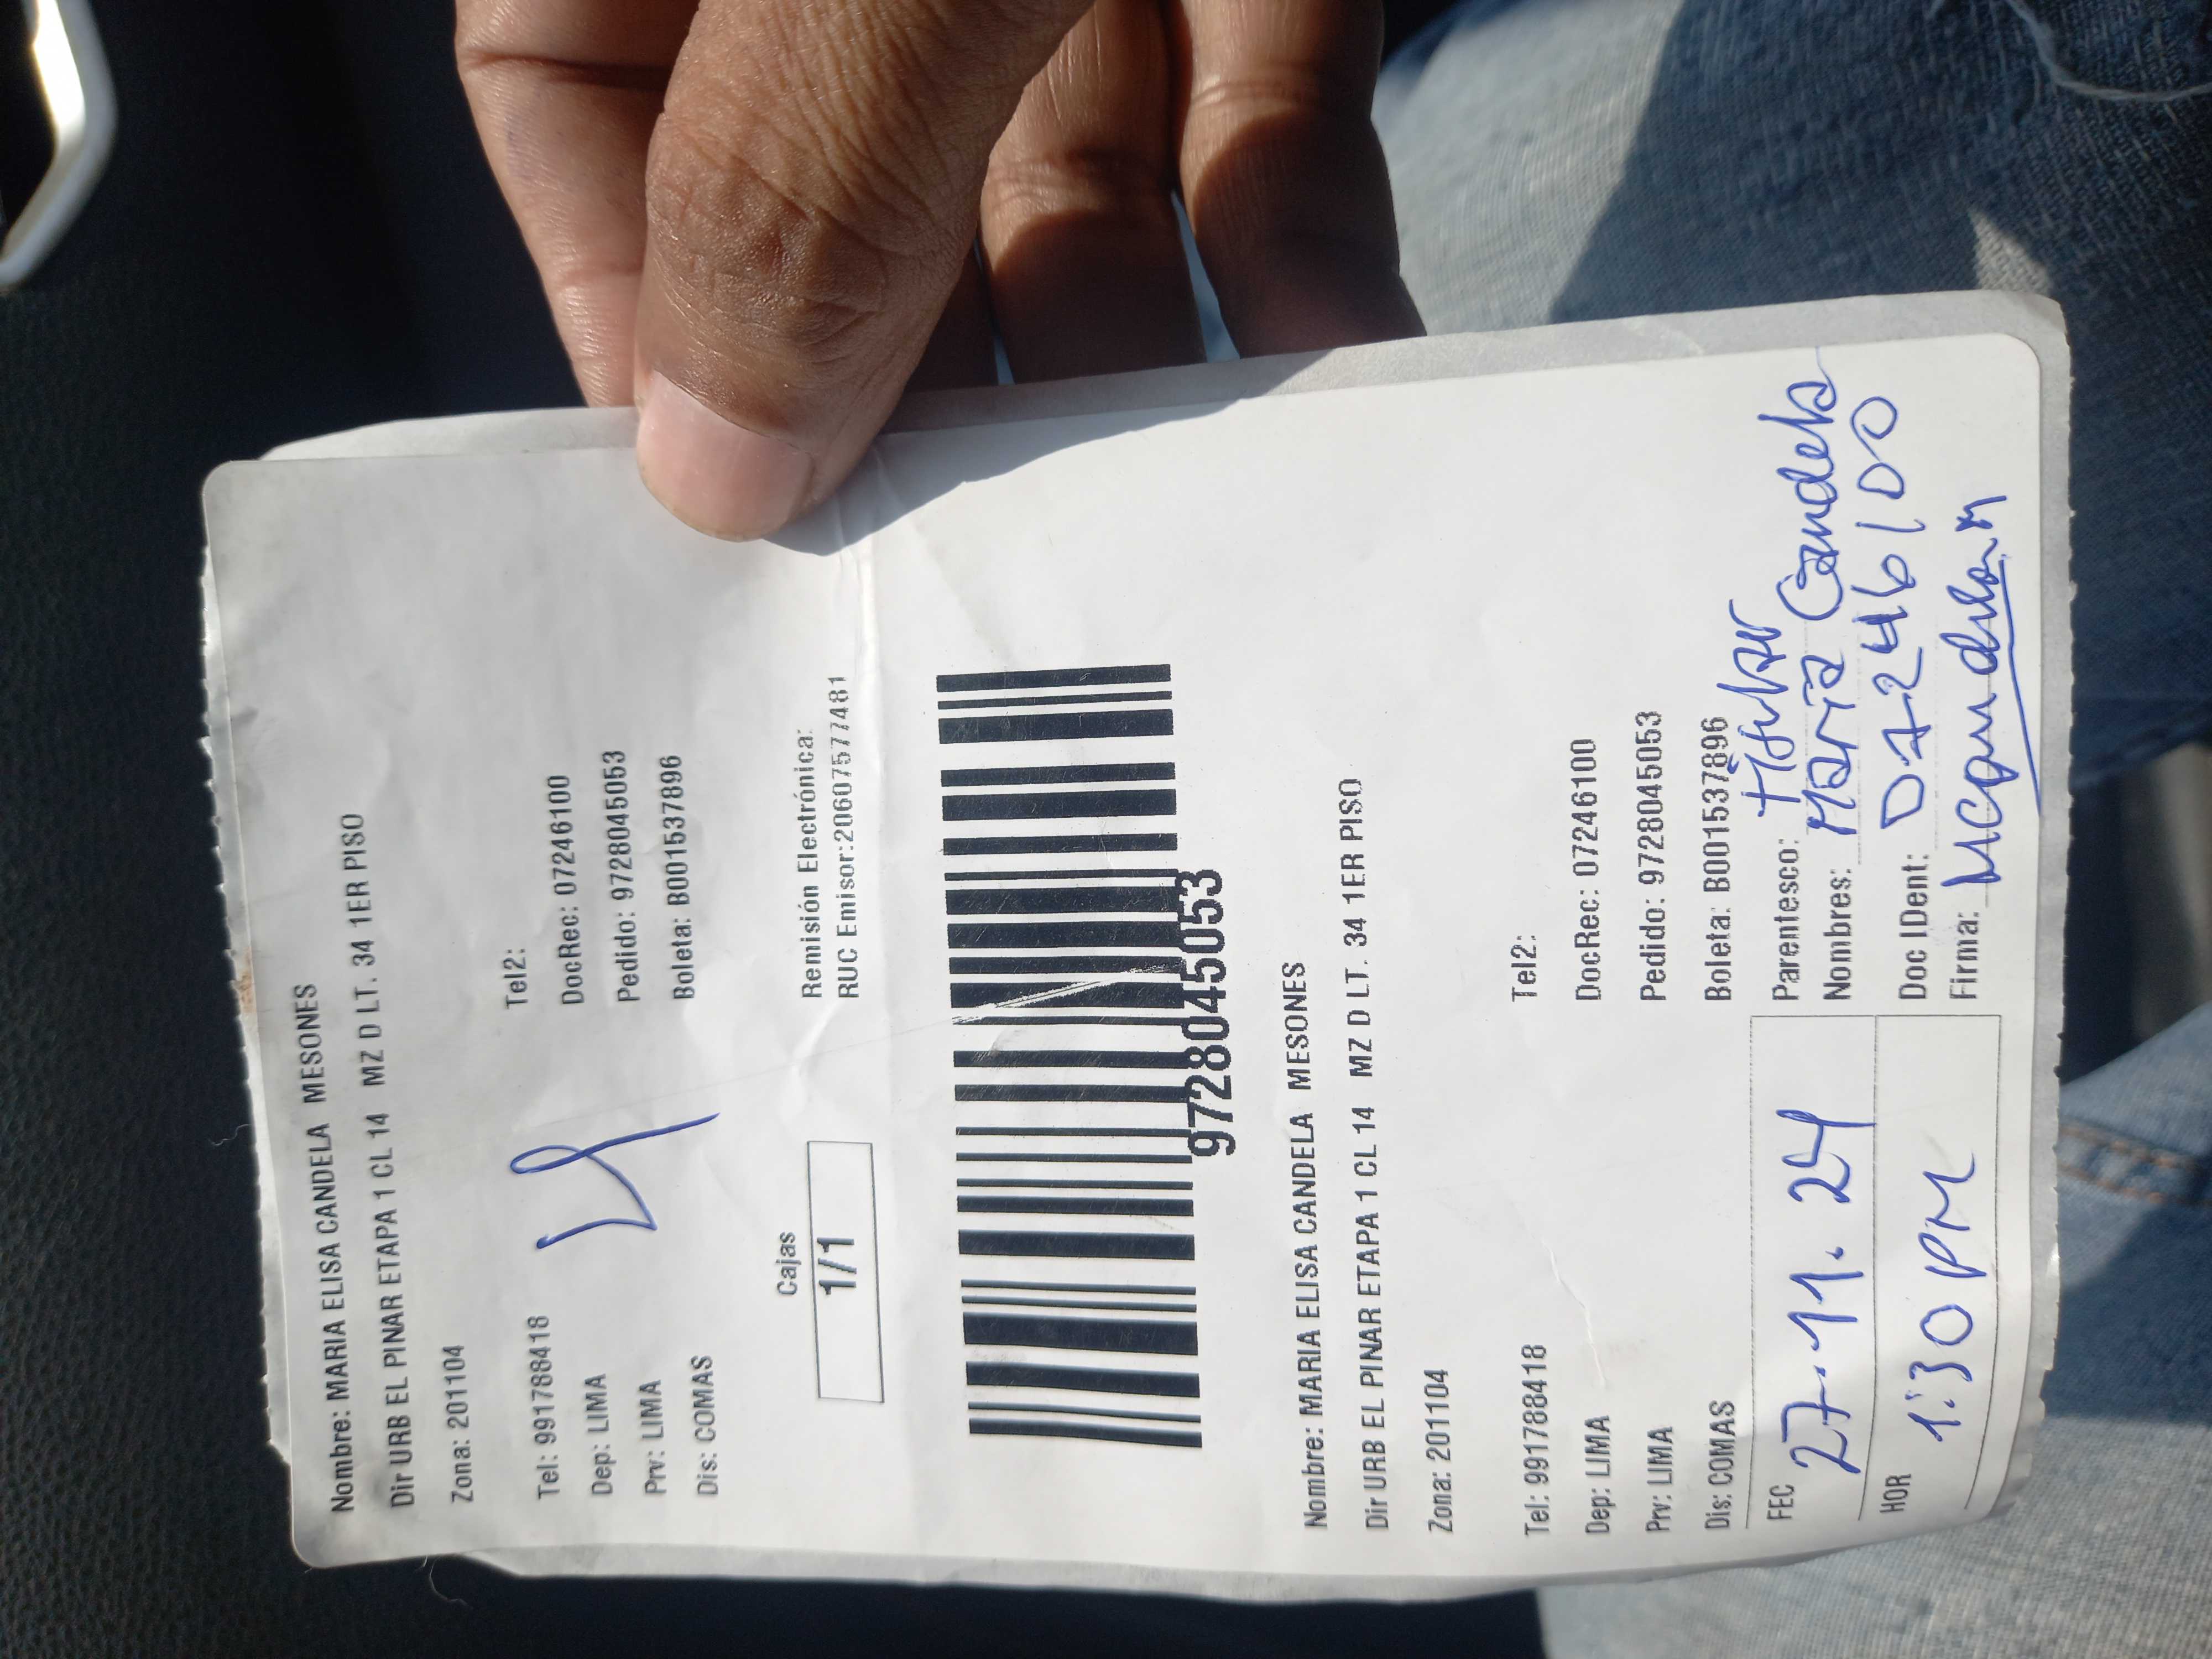 Nombre: MARIA ELISA CANDELA MESONES
Dir URB EL PINAR ETAPA 1 CL 14 MZ D LT. 34 1ER PISO
Zona: 201104
Tel: 991788418 Tel2:
Dep: LIMA DocRec: 07246100
Prv: LIMA Pedido: 9728045053
Dis: COMAS Boleta: B001537896
Cajas
1/1
Remisión Electrónica:
RUC Emisor:20607577481
9728045053
Nombre: MARIA ELISA CANDELA MESONES
Dir URB EL PINAR ETAPA 1 CL 14 MZ D LT. 34 1ER PISO
Zona: 201104
Tel: 991788418 Tel2:
Dep: LIMA DocRec: 07246100
Prv: LIMA Pedido: 9728045053
Dis: COMAS Boleta: B001537896
FEC 27.11.24 Parentesco: titular
Nombres: Maria Candela
HOR 1:30 PM Doc IDent: 07246100
Firma: